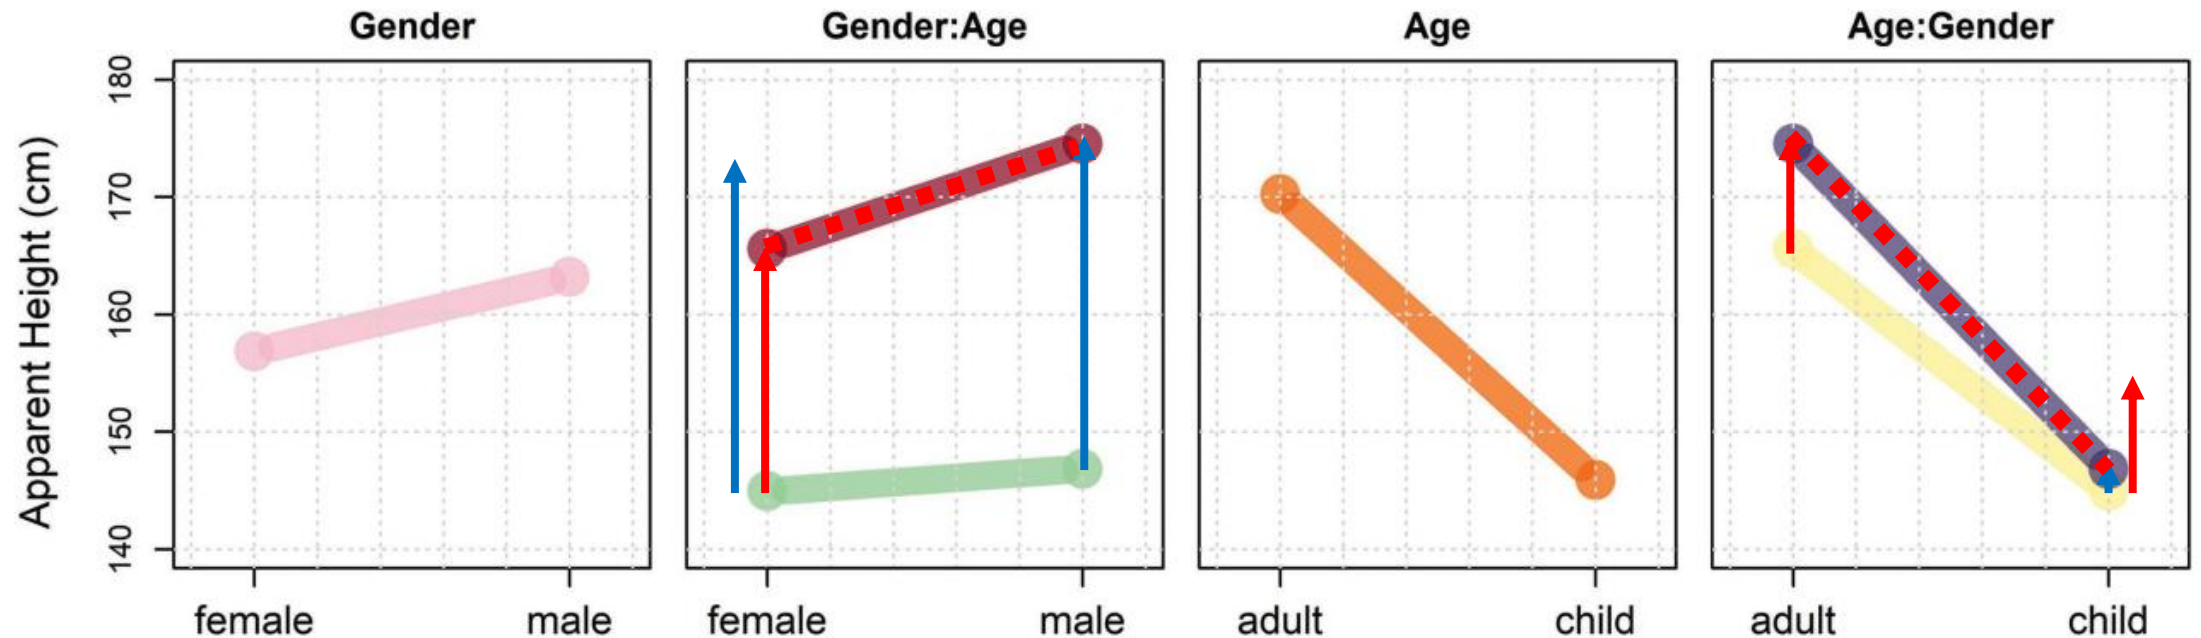 Gender
Gender:Age
Age
Age:Gender
Apparent Height (cm)
180
170
160
150
140
female male
female male
adult child
adult child